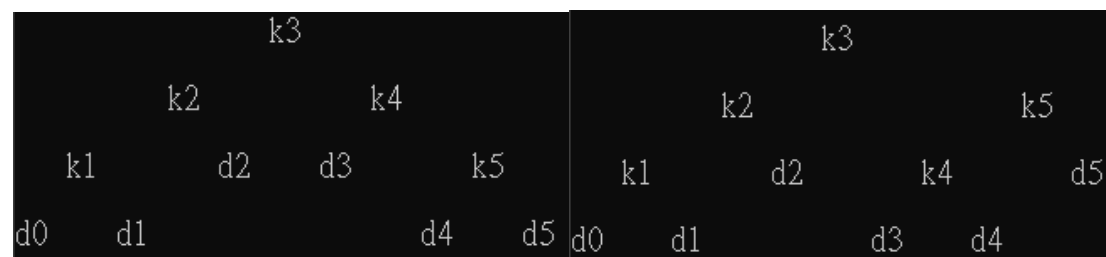 k3
k2 k4
k1 d2 d3 k5
d0 d1 d4 d5
k3
k2 k5
k1 d2 k4 d5
d0 d1 d3 d4